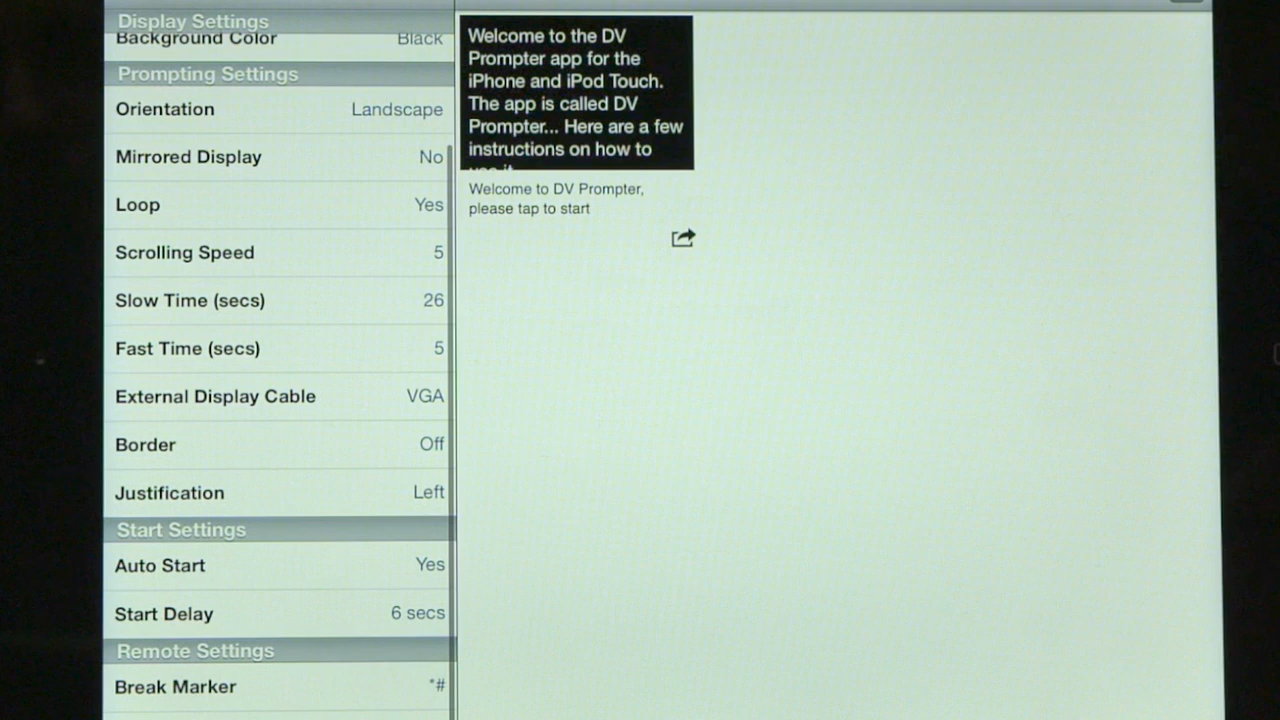 Display Settings
Background Color Black
Prompting Settings
Orientation Landscape
Mirrored Display No
Loop Yes
Scrolling Speed 5
Slow Time (secs) 26
Fast Time (secs) 5
External Display Cable VGA
Border Off
Justification Left
Start Settings
Auto Start Yes
Start Delay 6 secs
Remote Settings
Break Marker *#
Welcome to the DV
Prompter app for the
iPhone and iPod Touch.
The app is called DV
Prompter... Here are a few
instructions on how to
use it
Welcome to DV Prompter,
please tap to start